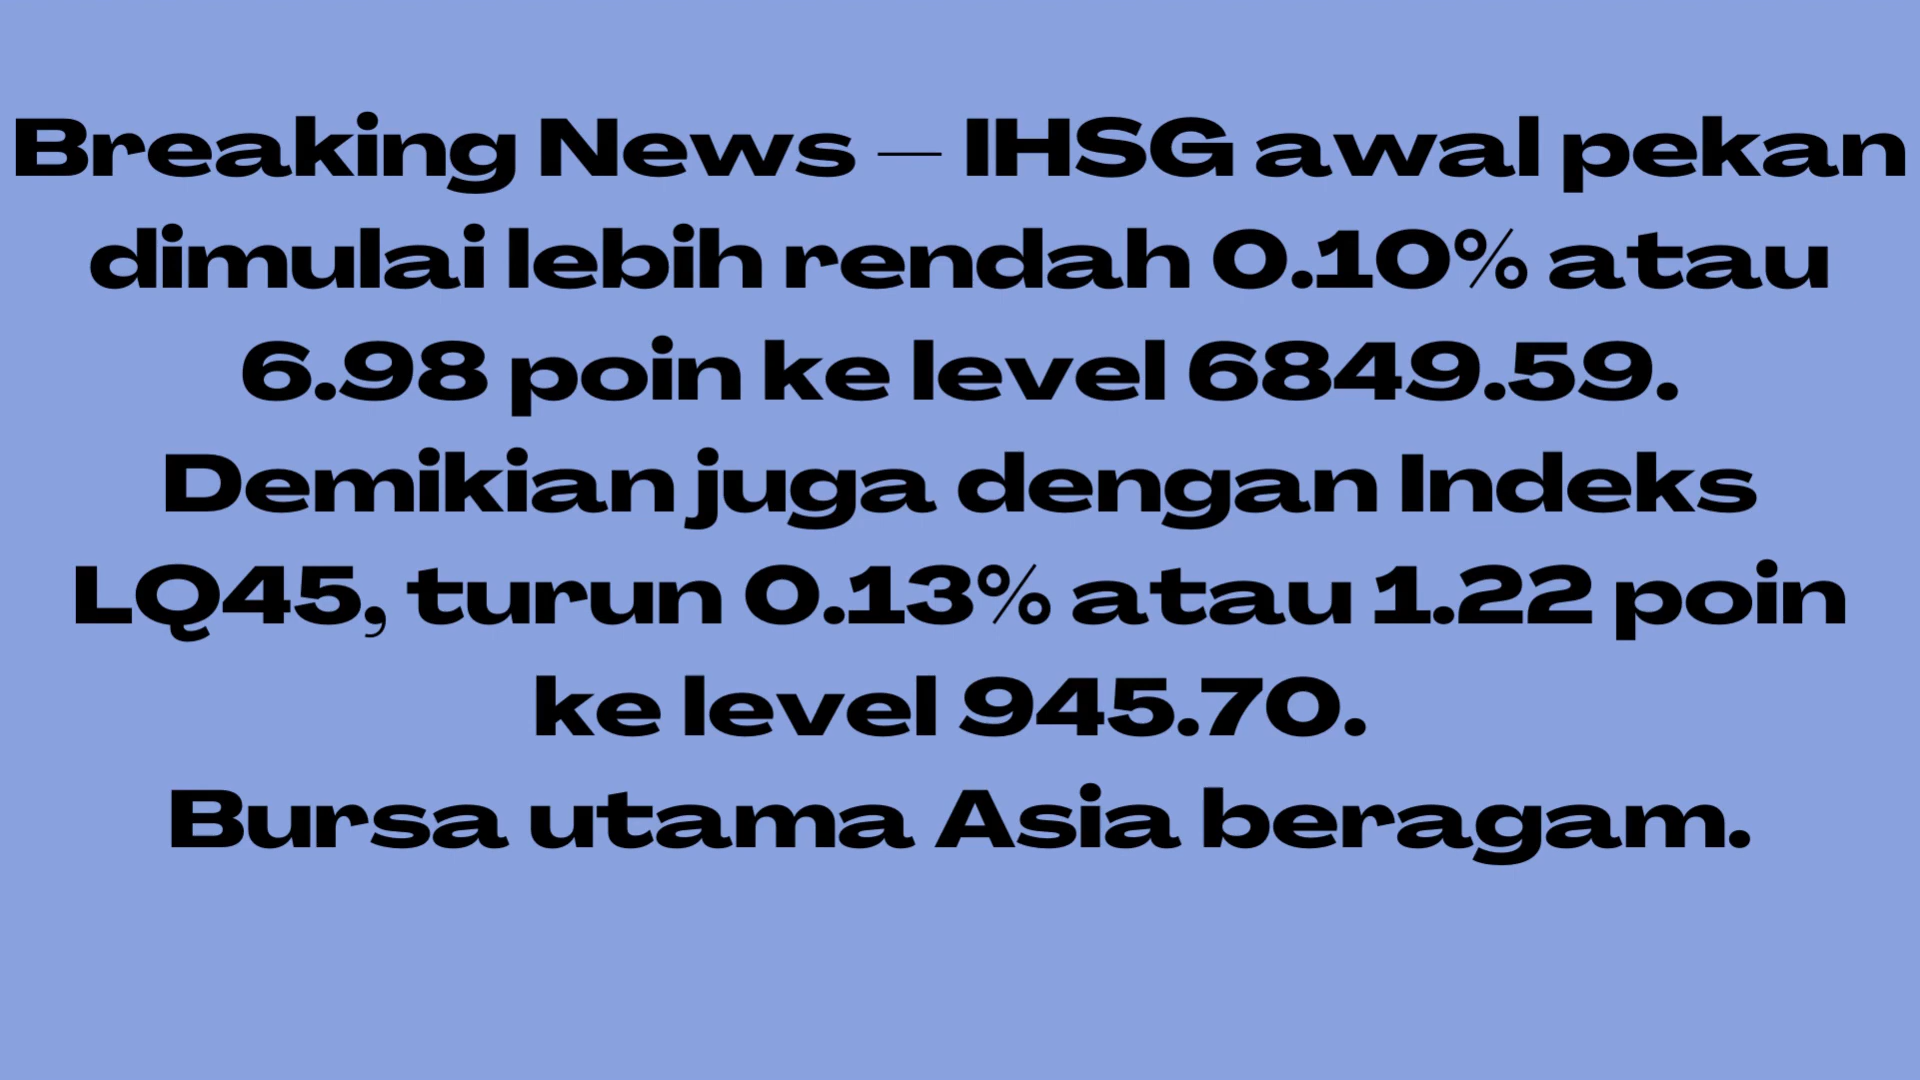 Breaking News — IHSG awal pekan
dimulai lebih rendah 0.10% atau
6.98 poin ke level 6849.59.
Demikian juga dengan Indeks
LQ45, turun 0.13% atau 1.22 poin
ke level 945.70.
Bursa utama Asia beragam.